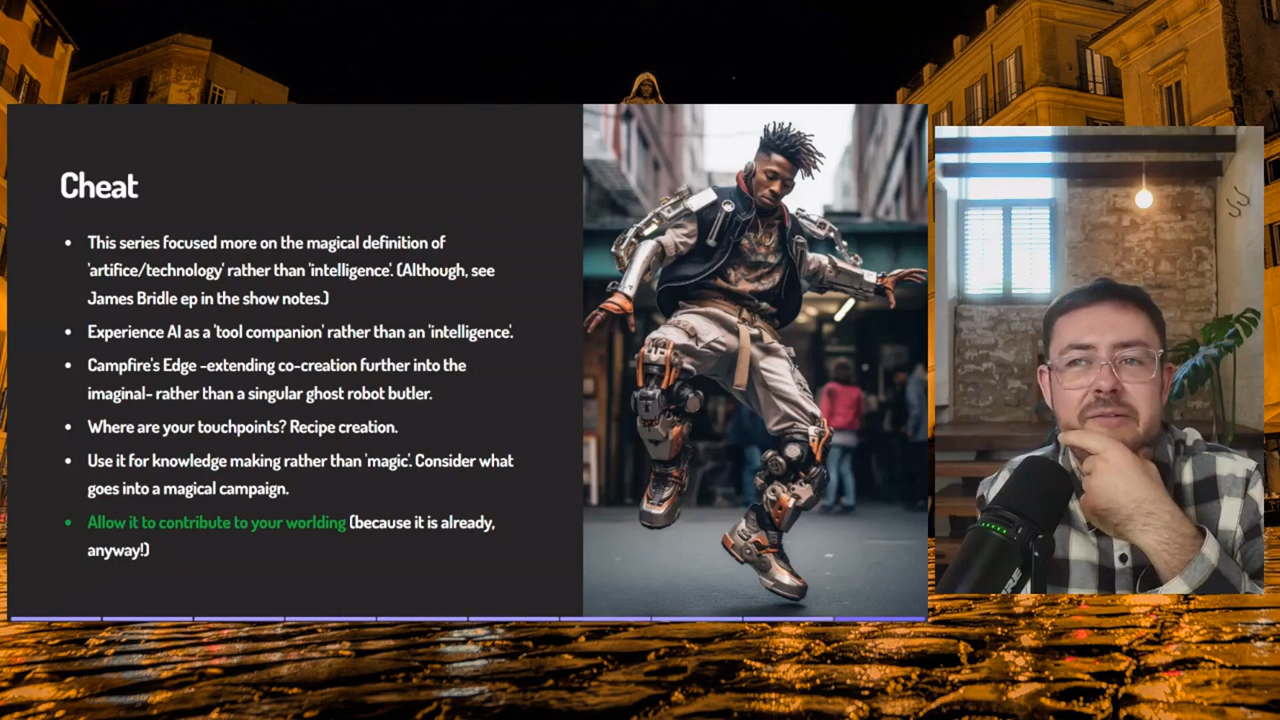 Cheat
This series focused more on the magical definition of
'artifice/technology' rather than 'intelligence'. (Although, see
James Bridle ep in the show notes.)
Experience AI as a 'tool companion' rather than an 'intelligence'.
Campfire's Edge -extending co-creation further into the
imaginal- rather than a singular ghost robot butler.
Where are your touchpoints? Recipe creation.
Use it for knowledge making rather than 'magic'. Consider what
goes into a magical campaign.
Allow it to contribute to your worlding (because it is already,
anyway!)